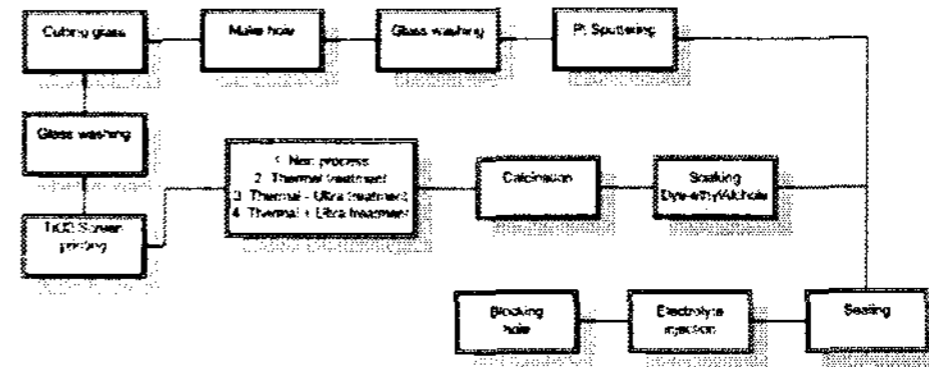 Cutting glass
Make hole
Glass washing
Pt Sputtering
Glass washing
1. Non process
2. Thermal treatment
3. Thermal - Ultra treatment
4. Thermal + Ultra treatment
Calcination
Soaking
TiO2 Screen
printing
Blocking
hole
Electrolyte
injection
Sealing